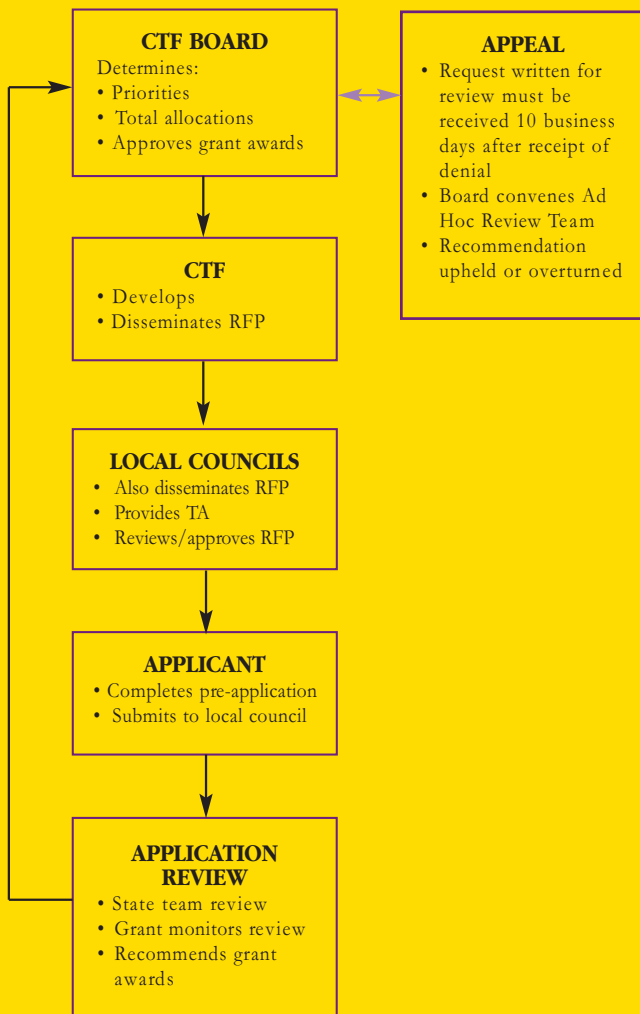 CTF BOARD
Determines:
• Priorities
• Total allocations
• Approves grant awards
APPEAL
• Request written for
review must be
received 10 business
days after receipt of
denial
• Board convenes Ad
Hoc Review Team
• Recommendation
upheld or overturned
CTF
• Develops
• Disseminates RFP
LOCAL COUNCILS
• Also disseminates RFP
• Provides TA
• Reviews/approves RFP
APPLICANT
• Completes pre-application
• Submits to local council
APPLICATION
REVIEW
• State team review
• Grant monitors review
• Recommends grant
awards